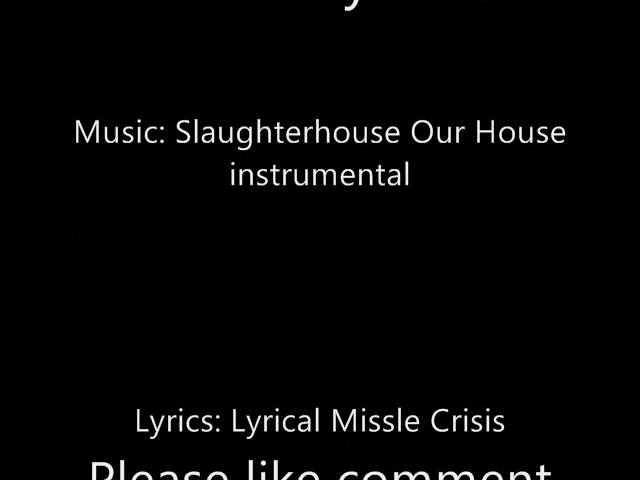 Music: Slaughterhouse Our House
instrumental
Lyrics: Lyrical Missle Crisis
Please like comment